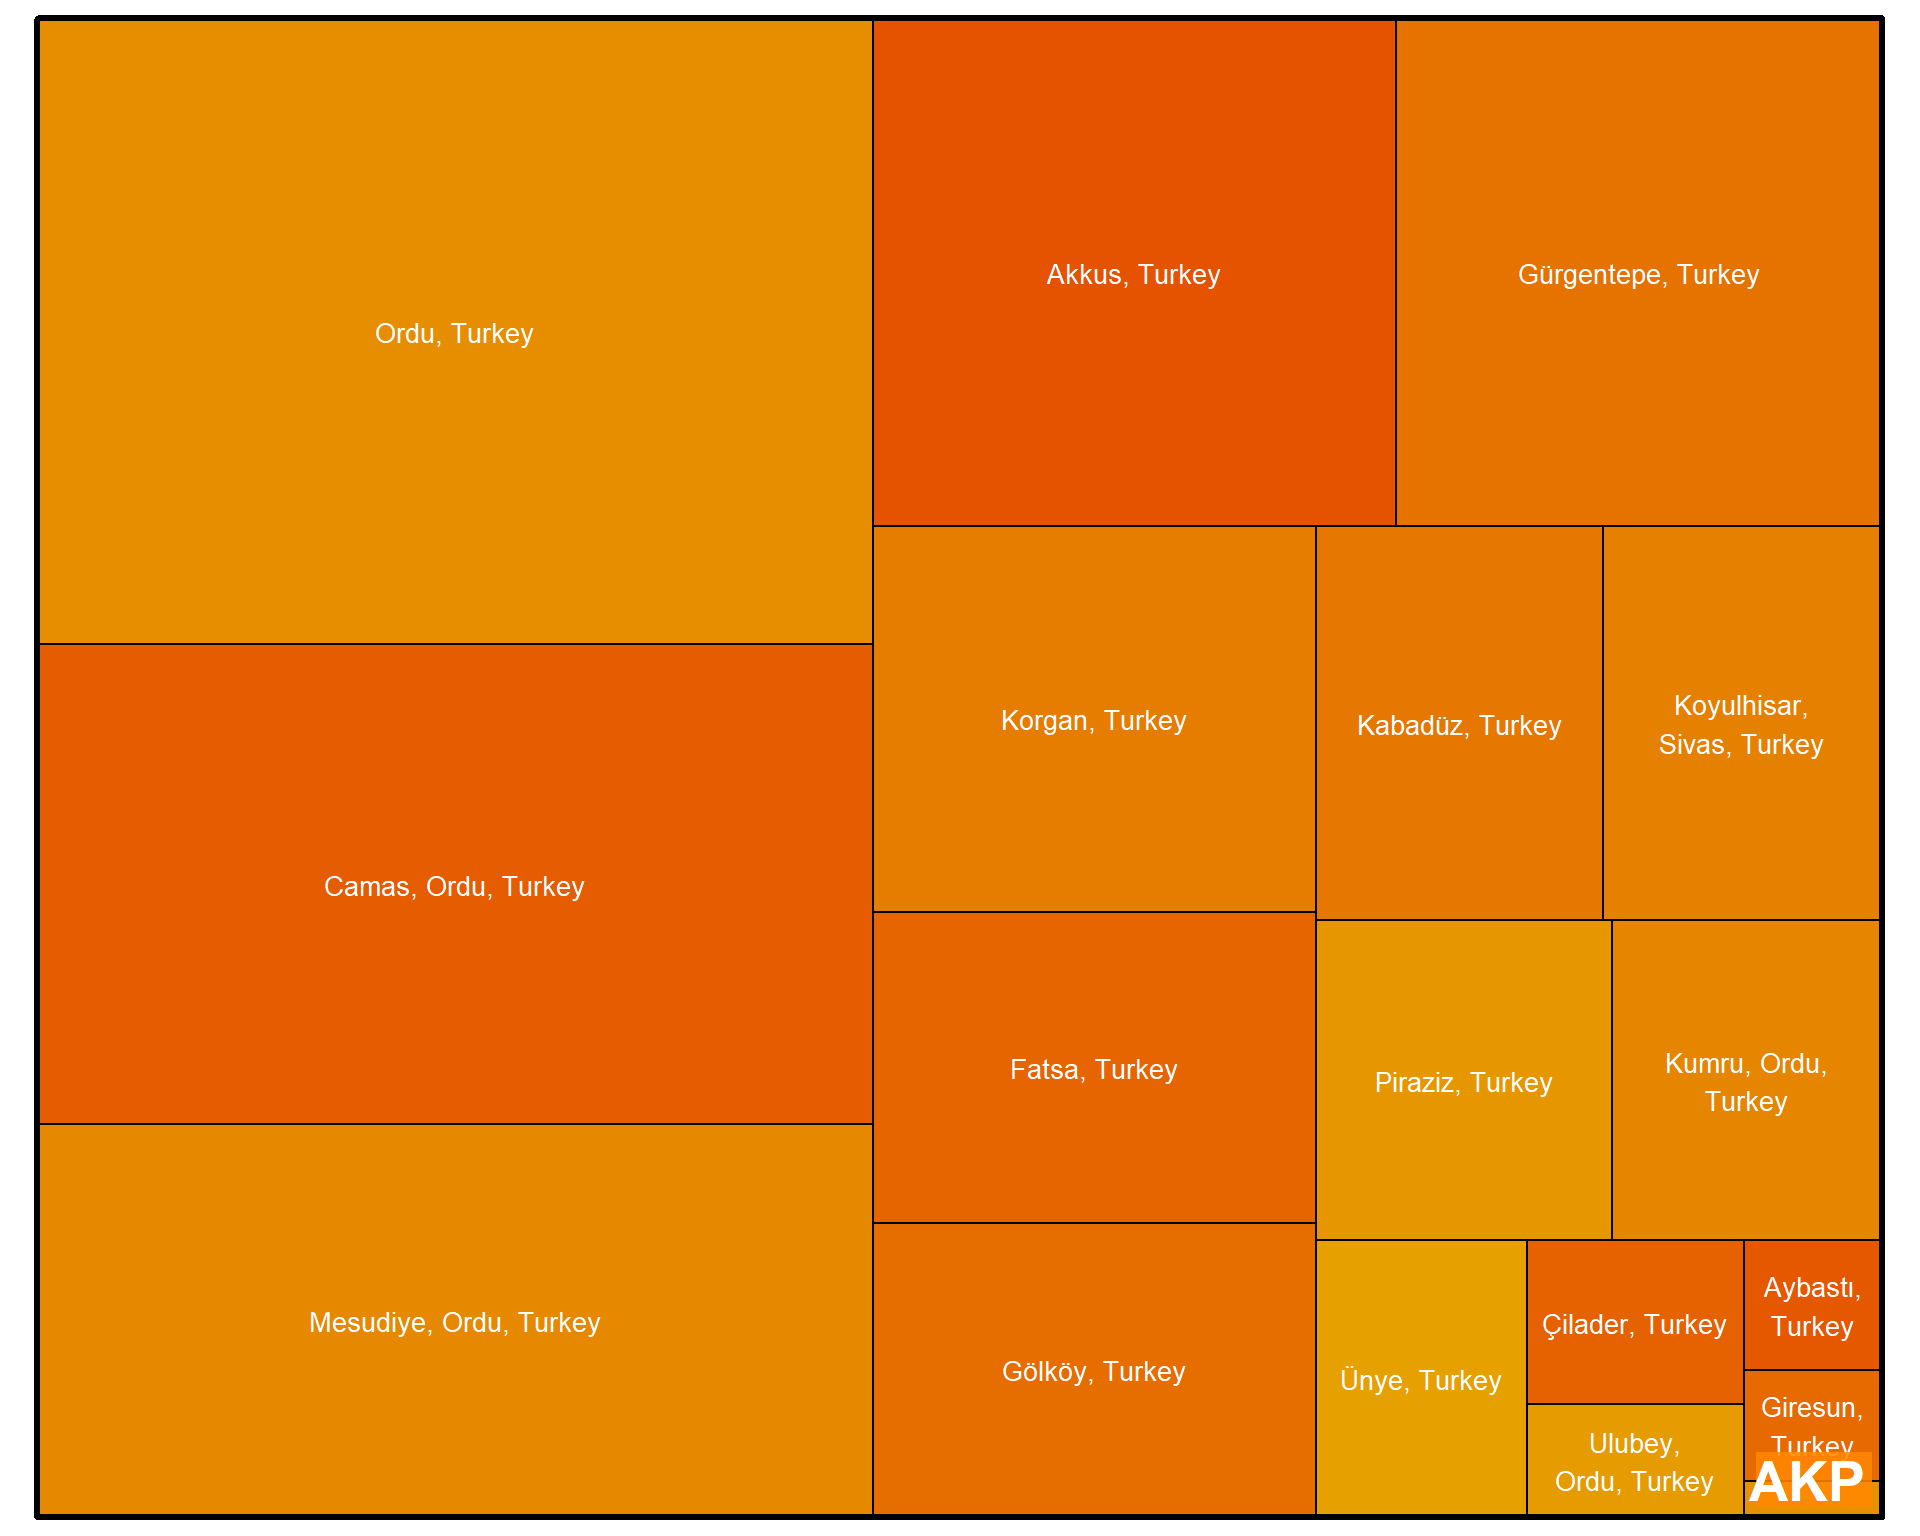 Ordu, Turkey
Akkus, Turkey
Gürgentepe, Turkey
Korgan, Turkey
Kabadüz, Turkey
Koyulhisar,
Sivas, Turkey
Camas, Ordu, Turkey
Fatsa, Turkey
Piraziz, Turkey
Kumru, Ordu,
Turkey
Mesudiye, Ordu, Turkey
Gölköy, Turkey
Ünye, Turkey
Çilader, Turkey
Aybastı,
Turkey
Ulubey,
Ordu, Turkey
Giresun,
Turkey
AKP